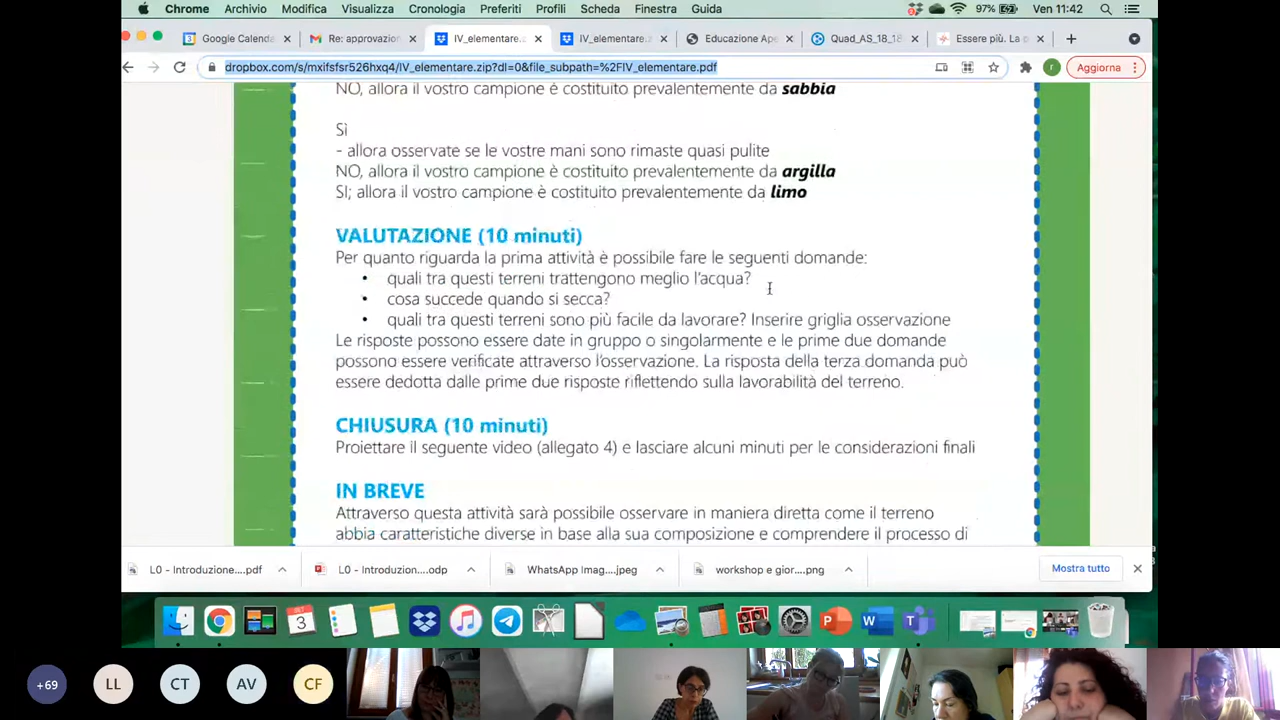 Chrome Archivio Modifica Visualizza Cronologia Preferiti Profili Scheda Finestra Guida 97% Ven 11:42
Google Calenda Re: approvazion IV_elementare. IV_elementare. Educazione Ape Quad_AS_18_18 Essere più. La p
dropbox.com/s/mxifsfsr526hxq4/IV_elementare.zip?dl=0&file_subpath=%2FIV_elementare.pdf r Aggiorna
NO, allora il vostro campione è costituito prevalentemente da sabbia
Sì
- allora osservate se le vostre mani sono rimaste quasi pulite
NO, allora il vostro campione è costituito prevalentemente da argilla
SI; allora il vostro campione è costituito prevalentemente da limo
VALUTAZIONE (10 minuti)
Per quanto riguarda la prima attività è possibile fare le seguenti domande:
• quali tra questi terreni trattengono meglio l'acqua?
• cosa succede quando si secca?
• quali tra questi terreni sono più facile da lavorare? Inserire griglia osservazione
Le risposte possono essere date in gruppo o singolarmente e le prime due domande
possono essere verificate attraverso l'osservazione. La risposta della terza domanda può
essere dedotta dalle prime due risposte riflettendo sulla lavorabilità del terreno.
CHIUSURA (10 minuti)
Proiettare il seguente video (allegato 4) e lasciare alcuni minuti per le considerazioni finali
IN BREVE
Attraverso questa attività sarà possibile osservare in maniera diretta come il terreno
abbia caratteristiche diverse in base alla sua composizione e comprendere il processo di
L0 - Introduzione....pdf L0 - Introduzion....odp WhatsApp Imag....jpeg workshop e gior....png Mostra tutto
SET
3
+69 LL CT AV CF